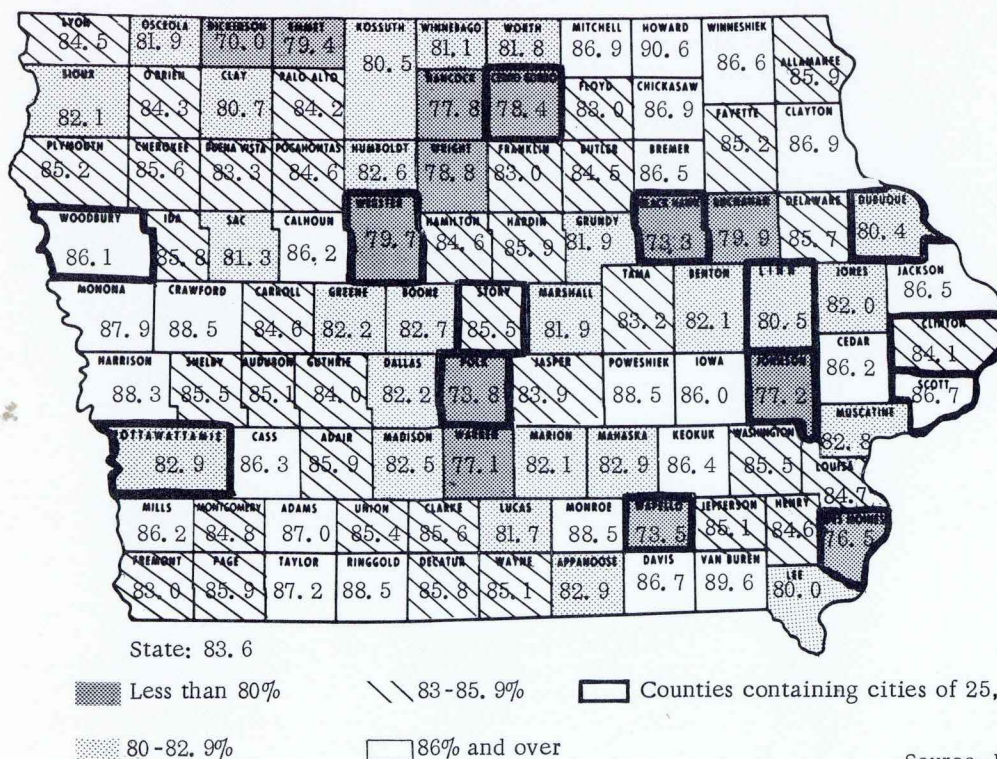 LYON OSCEOLA DICKINSON EMMET KOSSUTH WINNEBAGO WORTH MITCHELL HOWARD WINNESHIEK ALLAMAKEE
84.5 81.9 70.0 79.4 80.5 81.1 81.8 86.9 90.6 86.6 85.9
SIOUX O'BRIEN CLAY PALO ALTO HANCOCK CERRO GORDO FLOYD CHICKASAW FAYETTE CLAYTON
82.1 84.3 80.7 84.2 77.8 78.4 83.0 86.9 85.2 86.9
PLYMOUTH CHEROKEE BUENA VISTA POCAHONTAS HUMBOLDT WRIGHT FRANKLIN BUTLER BREMER
85.2 85.6 83.3 84.6 82.6 78.8 83.0 84.5 86.5
WOODBURY IDA SAC CALHOUN WEBSTER HAMILTON HARDIN GRUNDY BLACK HAWK BUCHANAN DELAWARE DUBUQUE
86.1 85.8 81.3 86.2 79.7 84.6 85.9 81.9 73.3 79.9 85.7 80.4
MONONA CRAWFORD CARROLL GREENE BOONE STORY MARSHALL TAMA BENTON LINN JONES JACKSON
87.9 88.5 84.6 82.2 82.7 85.5 81.9 83.2 82.1 80.5 82.0 86.5
HARRISON SHELBY AUDUBON GUTHRIE DALLAS POLK JASPER POWESHIEK IOWA JOHNSON CEDAR CLINTON
88.3 85.5 85.1 84.0 82.2 73.8 83.9 88.5 86.0 77.2 86.2 84.1
SCOTT
86.7
MUSCATINE
82.8
OTTAWATTAMIE CASS ADAIR MADISON WARREN MARION MAHASKA KEOKUK WASHINGTON LOUISA
82.9 86.3 85.9 82.5 77.1 82.1 82.9 86.4 85.5 84.7
MILLS MONTGOMERY ADAMS UNION CLARKE LUCAS MONROE WAPELLO JEFFERSON HENRY DES MOINES
86.2 84.8 87.0 85.4 85.6 81.7 88.5 73.5 85.1 84.6 76.5
FREMONT PAGE TAYLOR RINGGOLD DECATUR WAYNE APPANOOSE DAVIS VAN BUREN LEE
83.0 85.9 87.2 88.5 85.8 85.1 82.9 86.7 89.6 80.0
State: 83.6
Less than 80% 83-85.9% Counties containing cities of 25,
80-82.9% 86% and over
Source